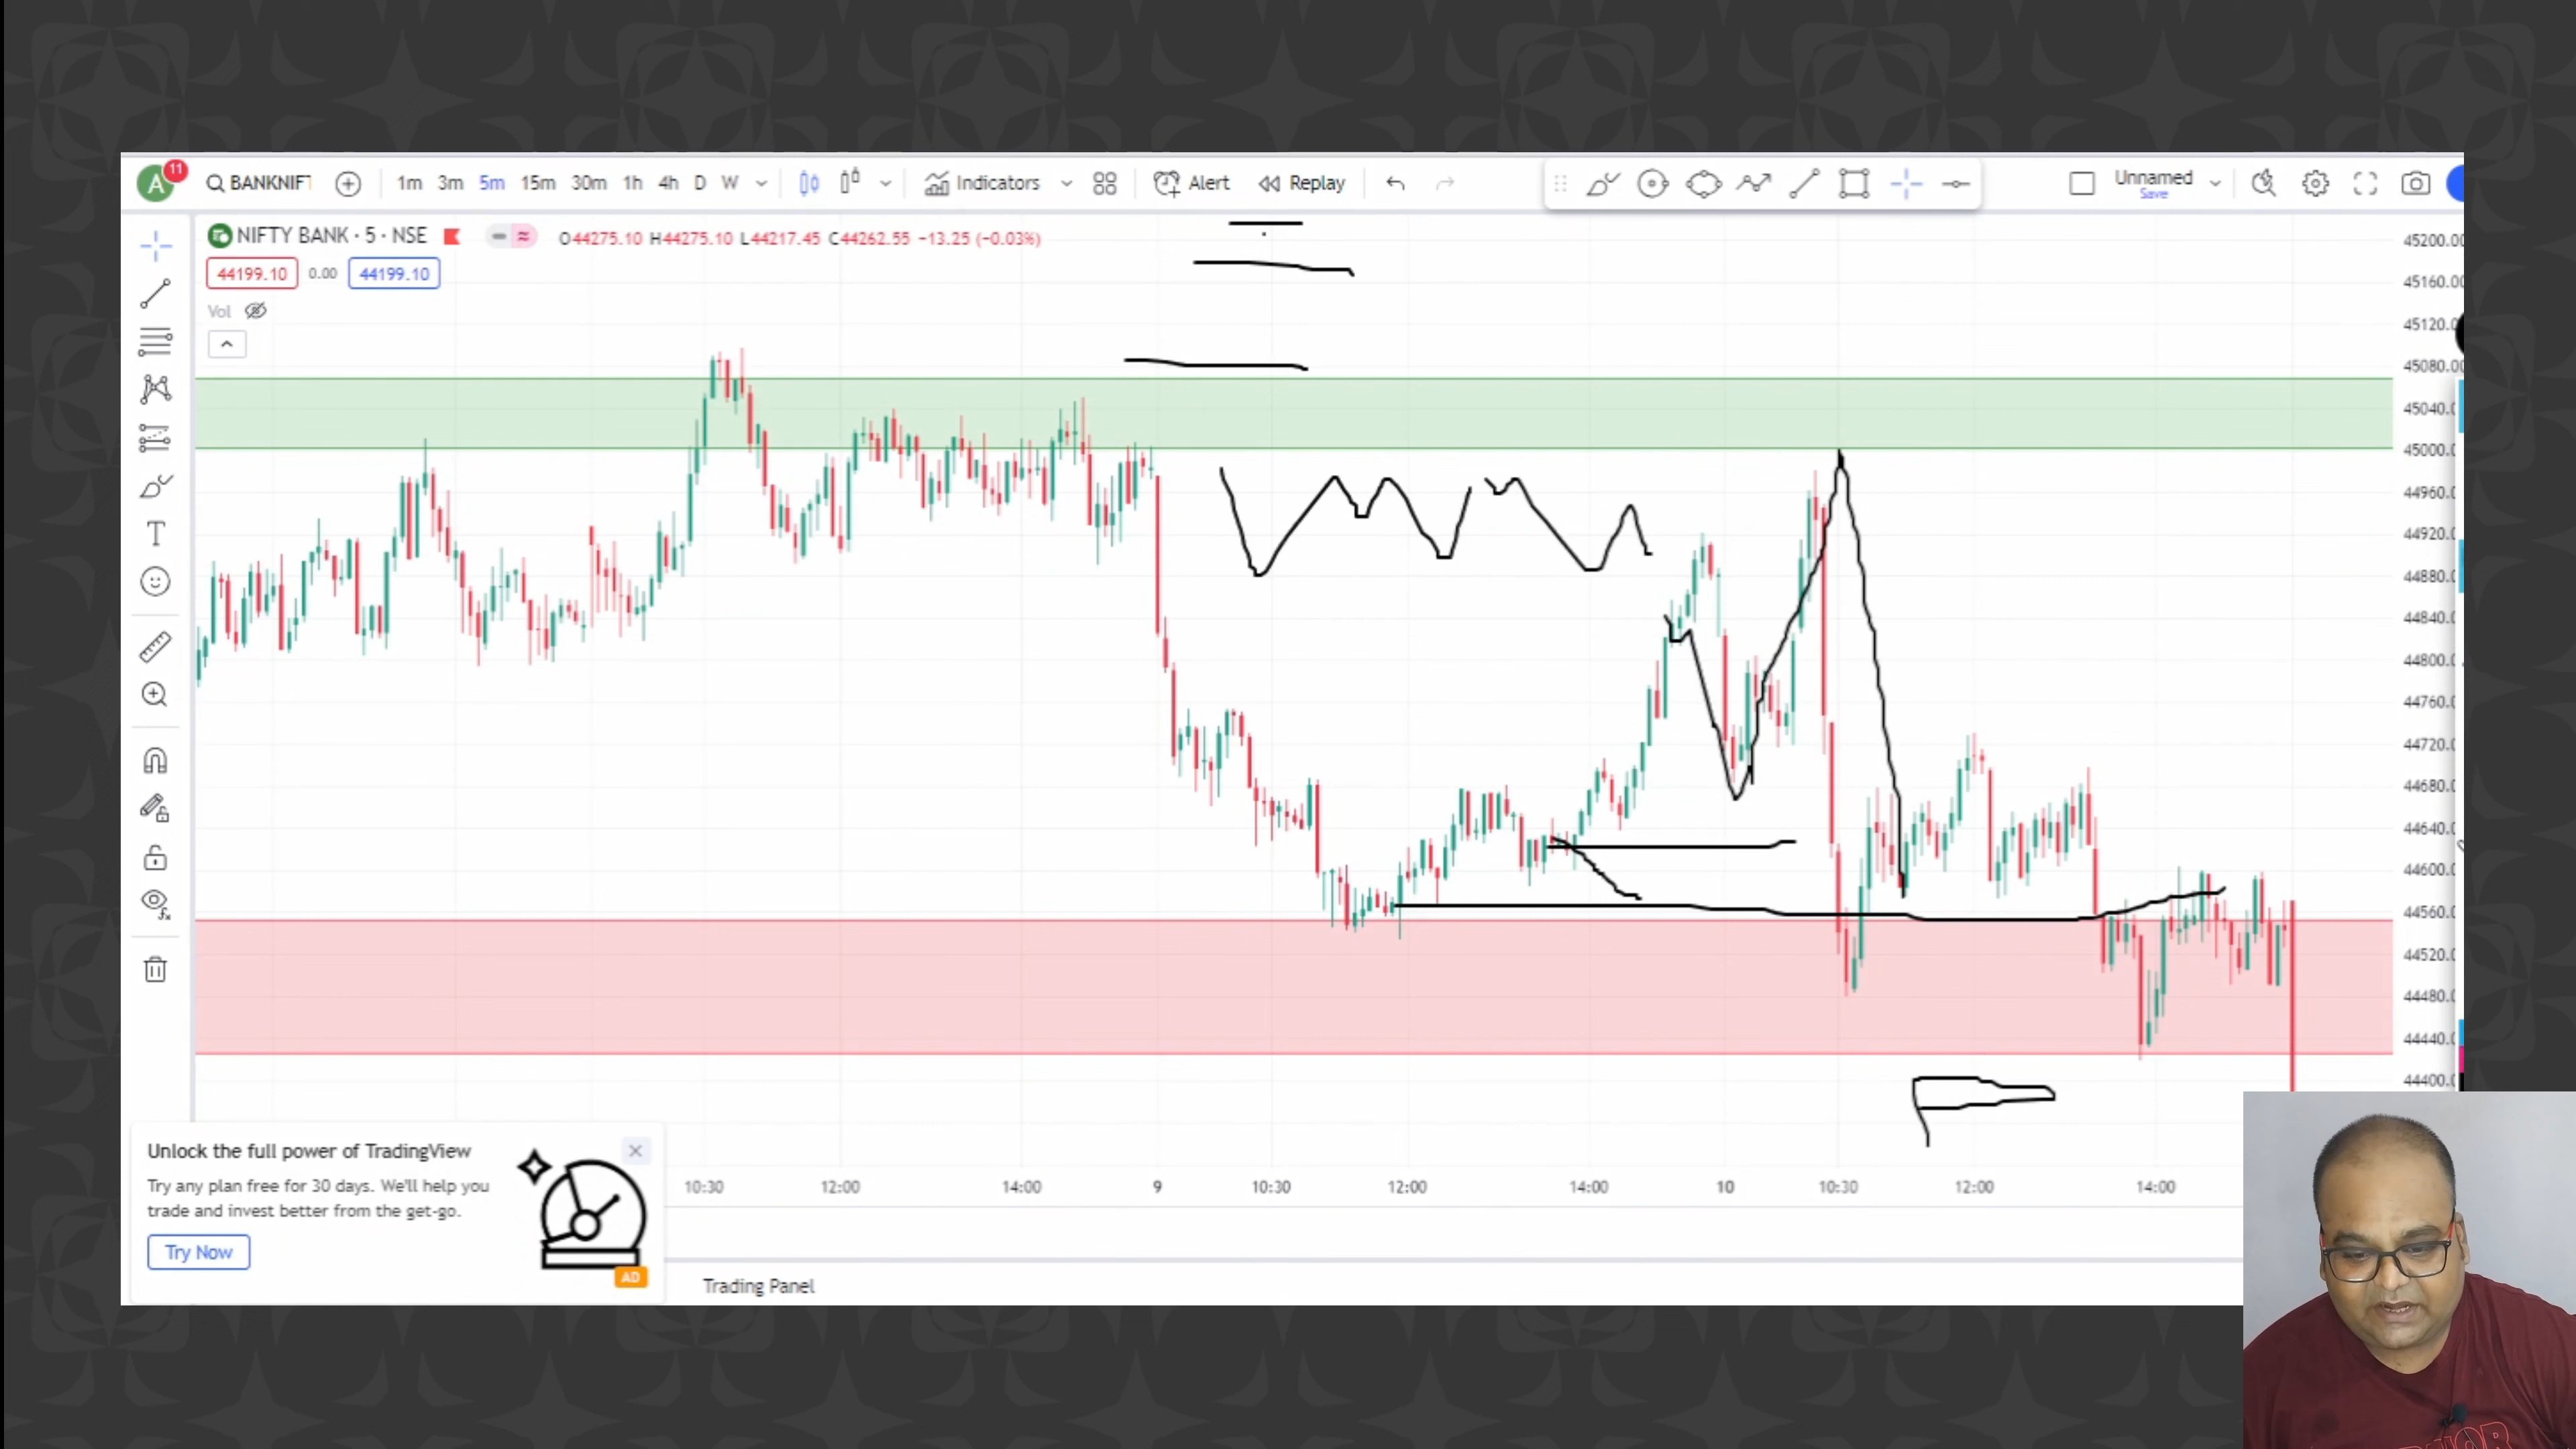 A 11 BANKNIF 1m 3m 5m 15m 30m 1h 4h D W Indicators Alert Replay Unnamed
Save
NIFTY BANK · 5 · NSE O44275.10 H44275.10 L44217.45 C44262.55 −13.25 (−0.03%)
44199.10 0.00 44199.10
Vol
T
45200.00
45160.00
45120.0
45080.00
45040.0
45000.0
44960.0
44920.0
44880.0
44840.0
44800.0
44760.0
44720.0
44680.0
44640.0
44600.0
44560.0
44520.0
44480.0
44440.0
44400.0
10:30 12:00 14:00 9 10:30 12:00 14:00 10 10:30 12:00 14:00
Unlock the full power of TradingView
Try any plan free for 30 days. We'll help you
trade and invest better from the get-go.
Try Now
AD
Trading Panel